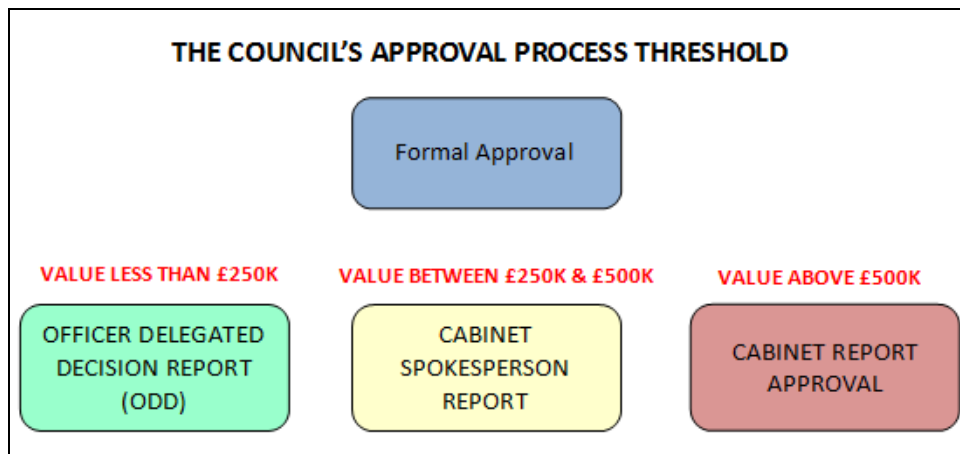 THE COUNCIL'S APPROVAL PROCESS THRESHOLD
Formal Approval
VALUE LESS THAN £250K
VALUE BETWEEN £250K & £500K
VALUE ABOVE £500K
OFFICER DELEGATED
DECISION REPORT
(ODD)
CABINET
SPOKESPERSON
REPORT
CABINET REPORT
APPROVAL